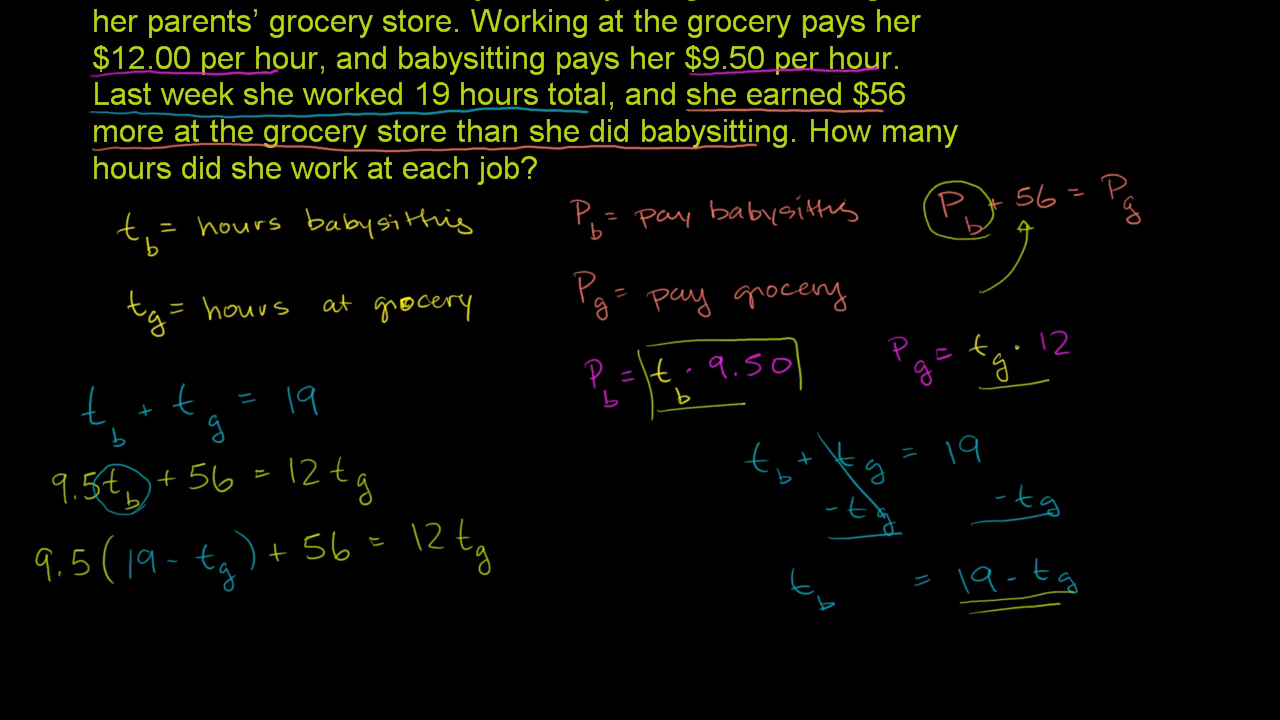 her parents’ grocery store. Working at the grocery pays her
$12.00 per hour, and babysitting pays her $9.50 per hour.
Last week she worked 19 hours total, and she earned $56
more at the grocery store than she did babysitting. How many
hours did she work at each job?
t_b = hours babysitting
P_b = pay babysitting
P_b + 56 = P_g
t_g = hours at grocery
P_g = pay grocery
P_b = t_b · 9.50
P_g = t_g · 12
t_b + t_g = 19
t_b + t_g = 19
9.5t_b + 56 = 12t_g
- t_g - t_g
9.5(19 - t_g) + 56 = 12t_g
t_b = 19 - t_g